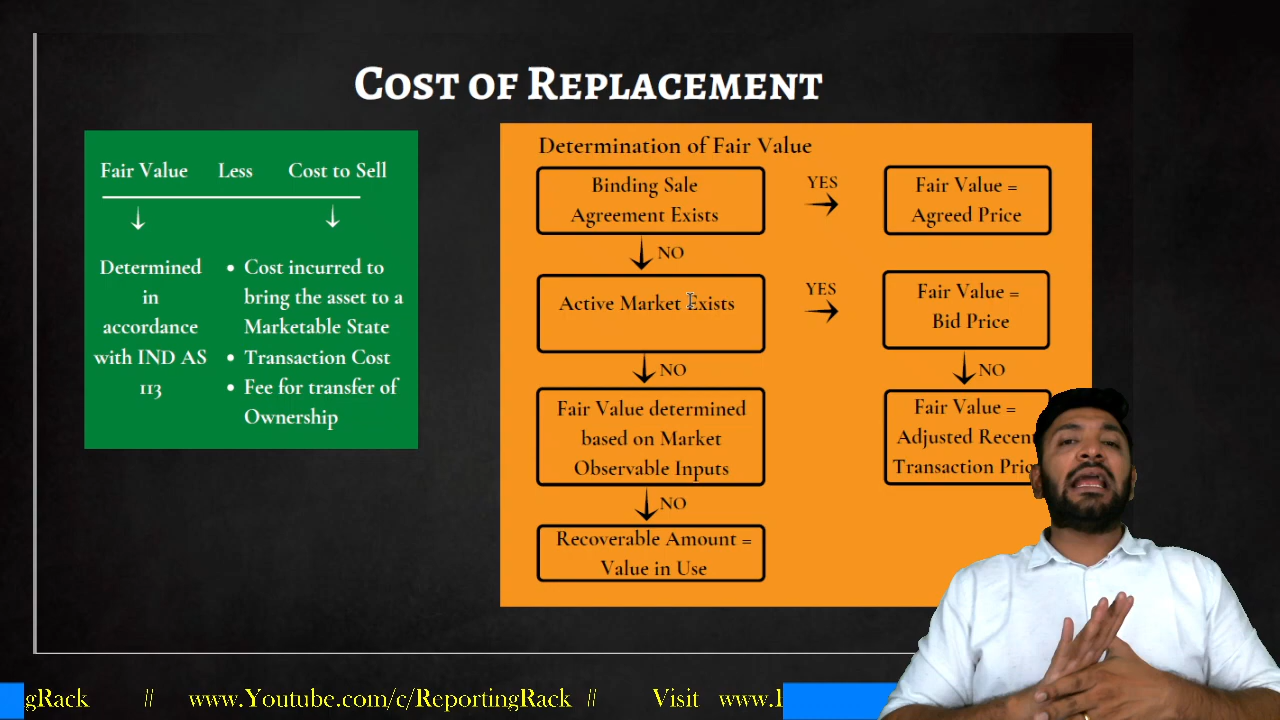 COST OF REPLACEMENT
Fair Value Less Cost to Sell
Determined
in
accordance
with IND AS
113
• Cost incurred to
bring the asset to a
Marketable State
• Transaction Cost
• Fee for transfer of
Ownership
Determination of Fair Value
Binding Sale
Agreement Exists
YES
Fair Value =
Agreed Price
NO
Active Market Exists
YES
Fair Value =
Bid Price
NO
NO
Fair Value determined
based on Market
Observable Inputs
Fair Value =
Adjusted Recent
Transaction
NO
Recoverable Amount =
Value in Use
gRack // www.Youtube.com/c/ReportingRack // Visit www.